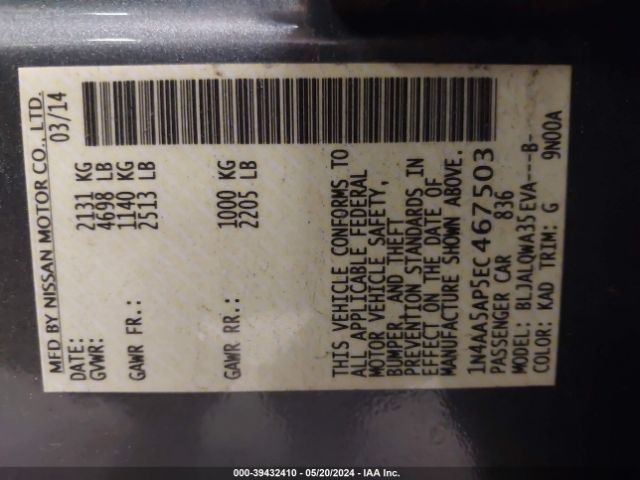 MFD BY NISSAN MOTOR CO., LTD.
DATE: 03/14
GVWR: 2131 KG
4698 LB
GAWR FR.: 1140 KG
2513 LB
GAWR RR.: 1000 KG
2205 LB
THIS VEHICLE CONFORMS TO
ALL APPLICABLE FEDERAL
MOTOR VEHICLE SAFETY,
BUMPER, AND THEFT
PREVENTION STANDARDS IN
EFFECT ON THE DATE OF
MANUFACTURE SHOWN ABOVE.
1N4AA5AP5EC467503
PASSENGER CAR 836
MODEL: BLJALQWA35EVA---B-
COLOR: KAD TRIM: G 9N00A
000-39432410 - 05/20/2024 - IAA Inc.